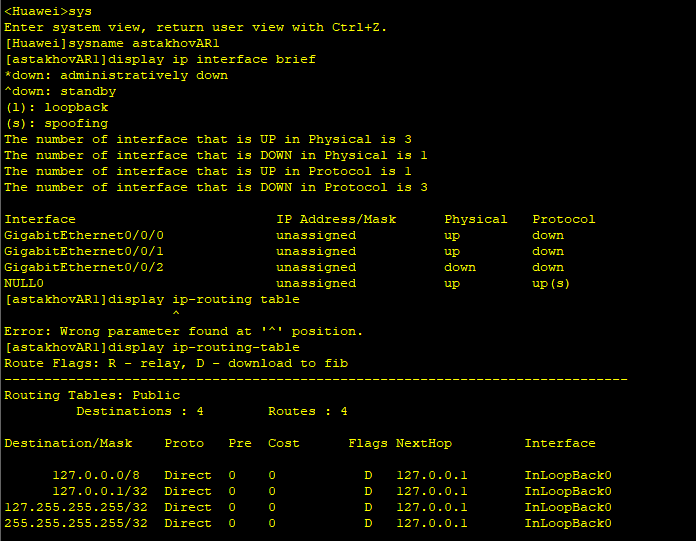 <Huawei>sys
Enter system view, return user view with Ctrl+Z.
[Huawei]sysname astakhovAR1
[astakhovAR1]display ip interface brief
*down: administratively down
^down: standby
(l): loopback
(s): spoofing
The number of interface that is UP in Physical is 3
The number of interface that is DOWN in Physical is 1
The number of interface that is UP in Protocol is 1
The number of interface that is DOWN in Protocol is 3

Interface                         IP Address/Mask      Physical   Protocol
GigabitEthernet0/0/0              unassigned           up         down
GigabitEthernet0/0/1              unassigned           up         down
GigabitEthernet0/0/2              unassigned           down       down
NULL0                             unassigned           up         up(s)
[astakhovAR1]display ip-routing table
                     ^
Error: Wrong parameter found at '^' position.
[astakhovAR1]display ip-routing-table
Route Flags: R - relay, D - download to fib
------------------------------------------------------------------------------
Routing Tables: Public
         Destinations : 4        Routes : 4

Destination/Mask    Proto   Pre  Cost      Flags NextHop         Interface

      127.0.0.0/8   Direct  0    0           D   127.0.0.1       InLoopBack0
      127.0.0.1/32  Direct  0    0           D   127.0.0.1       InLoopBack0
127.255.255.255/32  Direct  0    0           D   127.0.0.1       InLoopBack0
255.255.255.255/32  Direct  0    0           D   127.0.0.1       InLoopBack0